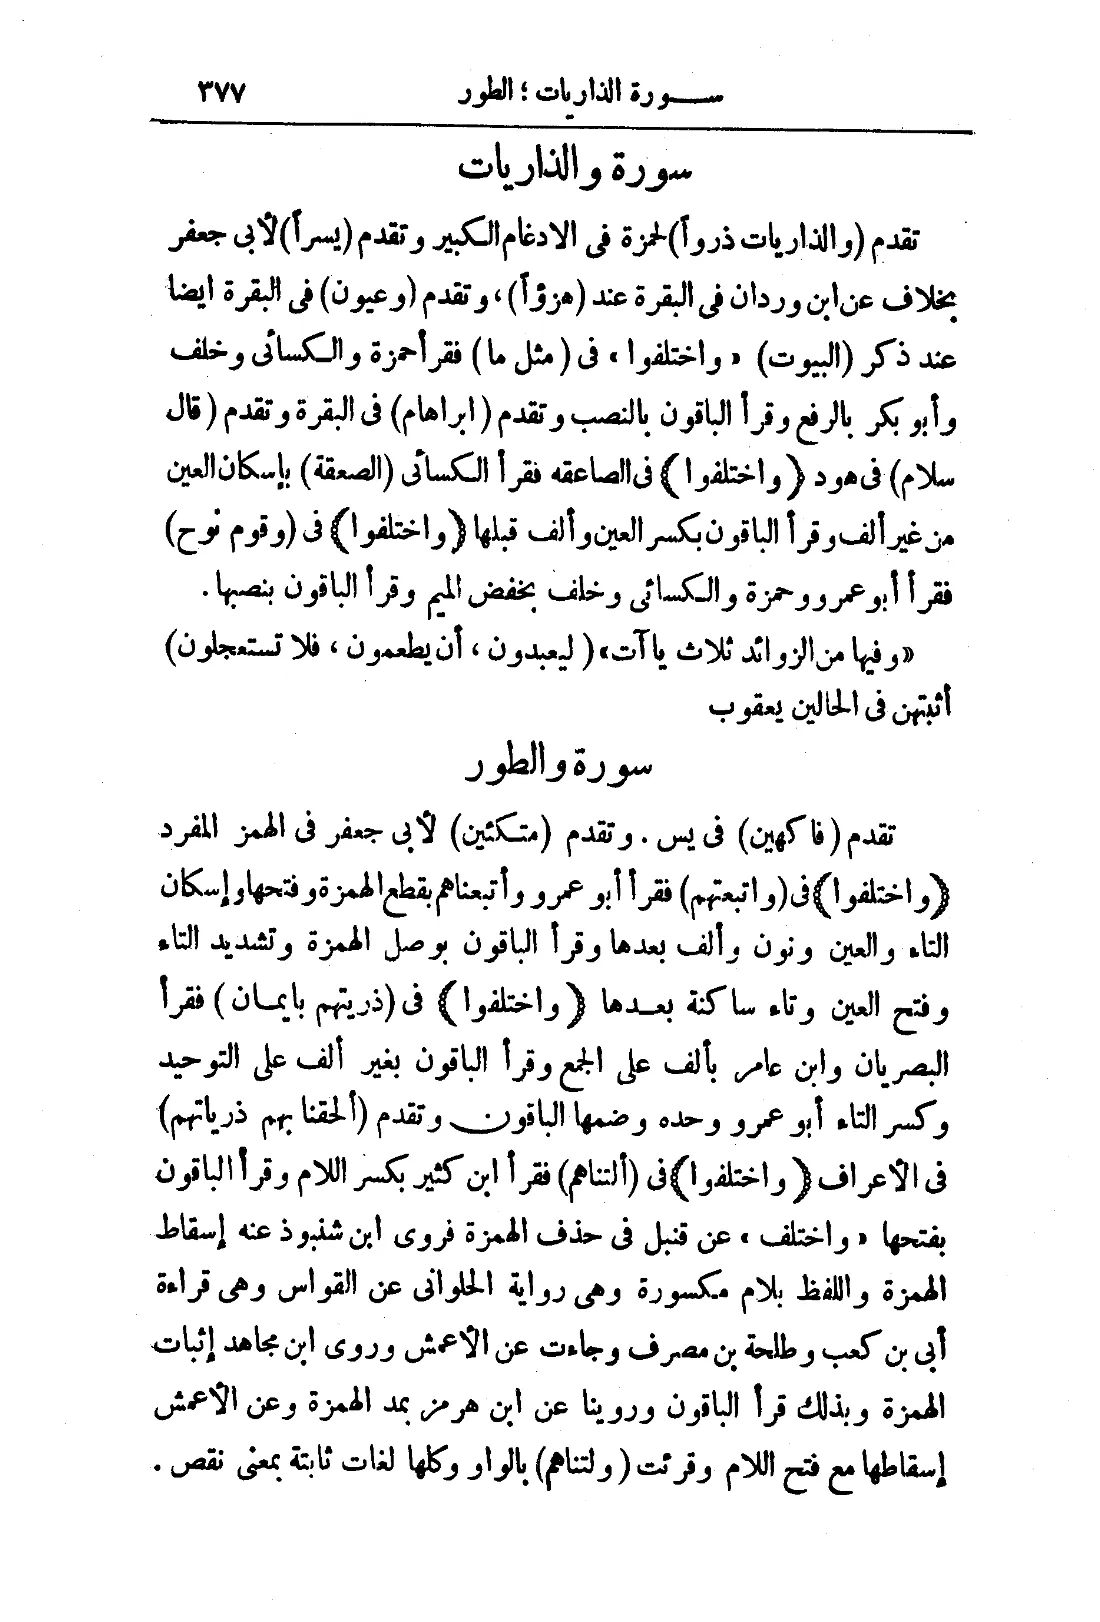 سورة الذاريات ؛ الطور ٣٧٧
سورة والذاريات
تقدم (والذاريات ذرواً) لحمزة فى الادغام الكبير وتقدم (يسراً) لأبى جعفر
بخلاف عن ابن وردان فى البقرة عند (هزؤاً)، وتقدم (وعيون) فى البقرة ايضا
عند ذكر (البيوت) « واختلفوا » فى (مثل ما) فقرأ حمزة والكسائى وخلف
وأبو بكر بالرفع وقرأ الباقون بالنصب وتقدم (ابراهام) فى البقرة وتقدم (قال
سلام) فى هود ﴿واختلفوا﴾ فى الصاعقه فقرأ الكسائى (الصعقة) بإسكان العين
من غير ألف وقرأ الباقون بكسر العين وألف قبلها ﴿واختلفوا﴾ فى (وقوم نوح)
فقرأ أبو عمرو وحمزة والكسائى وخلف بخفض الميم وقرأ الباقون بنصبها .
« وفيها من الزوائد ثلاث ياآت » ( ليعبدون ، أن يطعمون ، فلا تستعجلون)
أثبتهن فى الحالين يعقوب
سورة والطور
تقدم (فاكهين) فى يس . وتقدم (متكئين) لأبى جعفر فى الهمز المفرد
﴿واختلفوا﴾ فى (واتبعتهم) فقرأ أبو عمرو وأتبعناهم بقطع الهمزة وفتحها وإسكان
التاء والعين ونون وألف بعدها وقرأ الباقون بوصل الهمزة وتشديد التاء
وفتح العين وتاء ساكنة بعدها ﴿واختلفوا﴾ فى (ذريتهم بايمان) فقرأ
البصريان وابن عامر بألف على الجمع وقرأ الباقون بغير ألف على التوحيد
وكسر التاء أبو عمرو وحده وضمها الباقون وتقدم (ألحقنا بهم ذرياتهم)
فى الأعراف ﴿واختلفوا﴾ فى (ألتناهم) فقرأ ابن كثير بكسر اللام وقرأ الباقون
بفتحها « واختلف » عن قنبل فى حذف الهمزة فروى ابن شنبوذ عنه إسقاط
الهمزة واللفظ بلام مكسورة وهى رواية الحلوانى عن القواس وهى قراءة
أبى بن كعب وطلحة بن مصرف وجاءت عن الأعمش وروى ابن مجاهد إثبات
الهمزة وبذلك قرأ الباقون وروينا عن ابن هرمز بمد الهمزة وعن الأعمش
إسقاطها مع فتح اللام وقرئت (ولتناهم) بالواو وكلها لغات ثابتة بمعنى نقص .